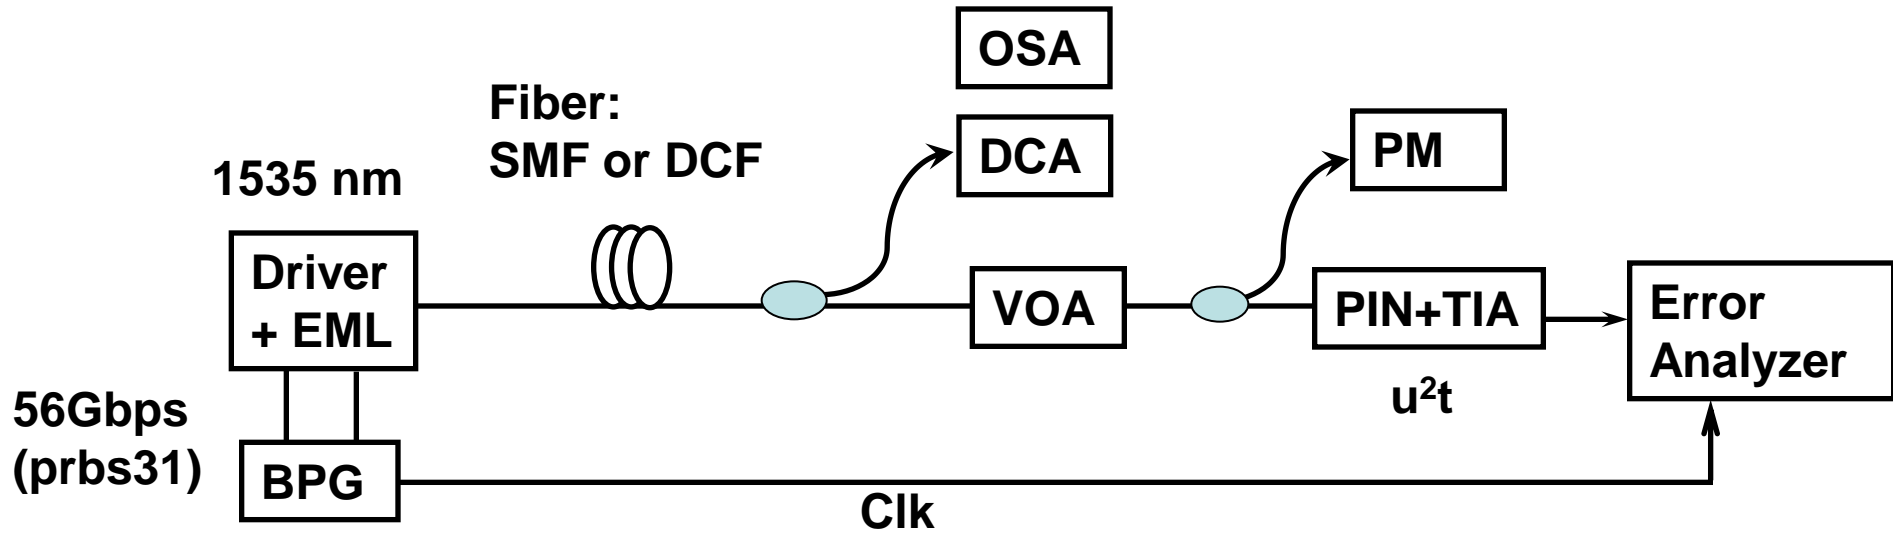 OSA
Fiber:
SMF or DCF
DCA
PM
1535 nm
Driver
+ EML
VOA
PIN+TIA
Error
Analyzer
u²t
56Gbps
(prbs31)
BPG
Clk